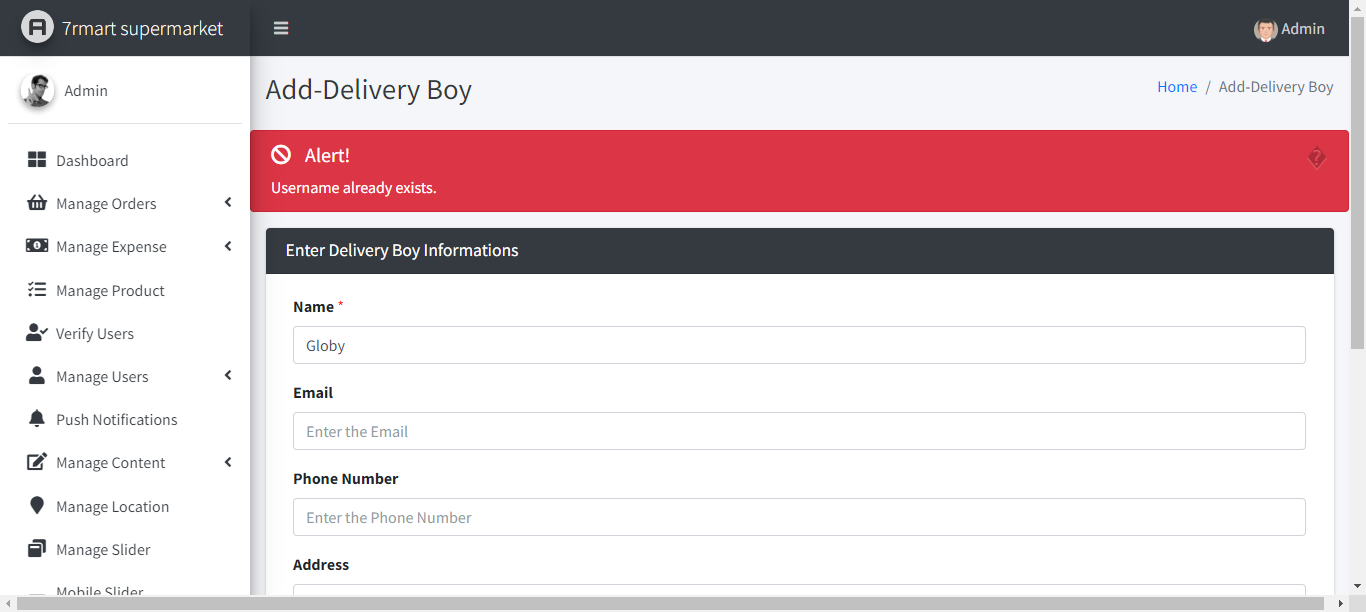 7rmart supermarket
Admin
Admin
Add-Delivery Boy
Home / Add-Delivery Boy
Alert!
Username already exists.
Dashboard
Manage Orders
Manage Expense
Manage Product
Verify Users
Manage Users
Push Notifications
Manage Content
Manage Location
Manage Slider
Mobile Slider
Enter Delivery Boy Informations
Name *
Globy
Email
Enter the Email
Phone Number
Enter the Phone Number
Address